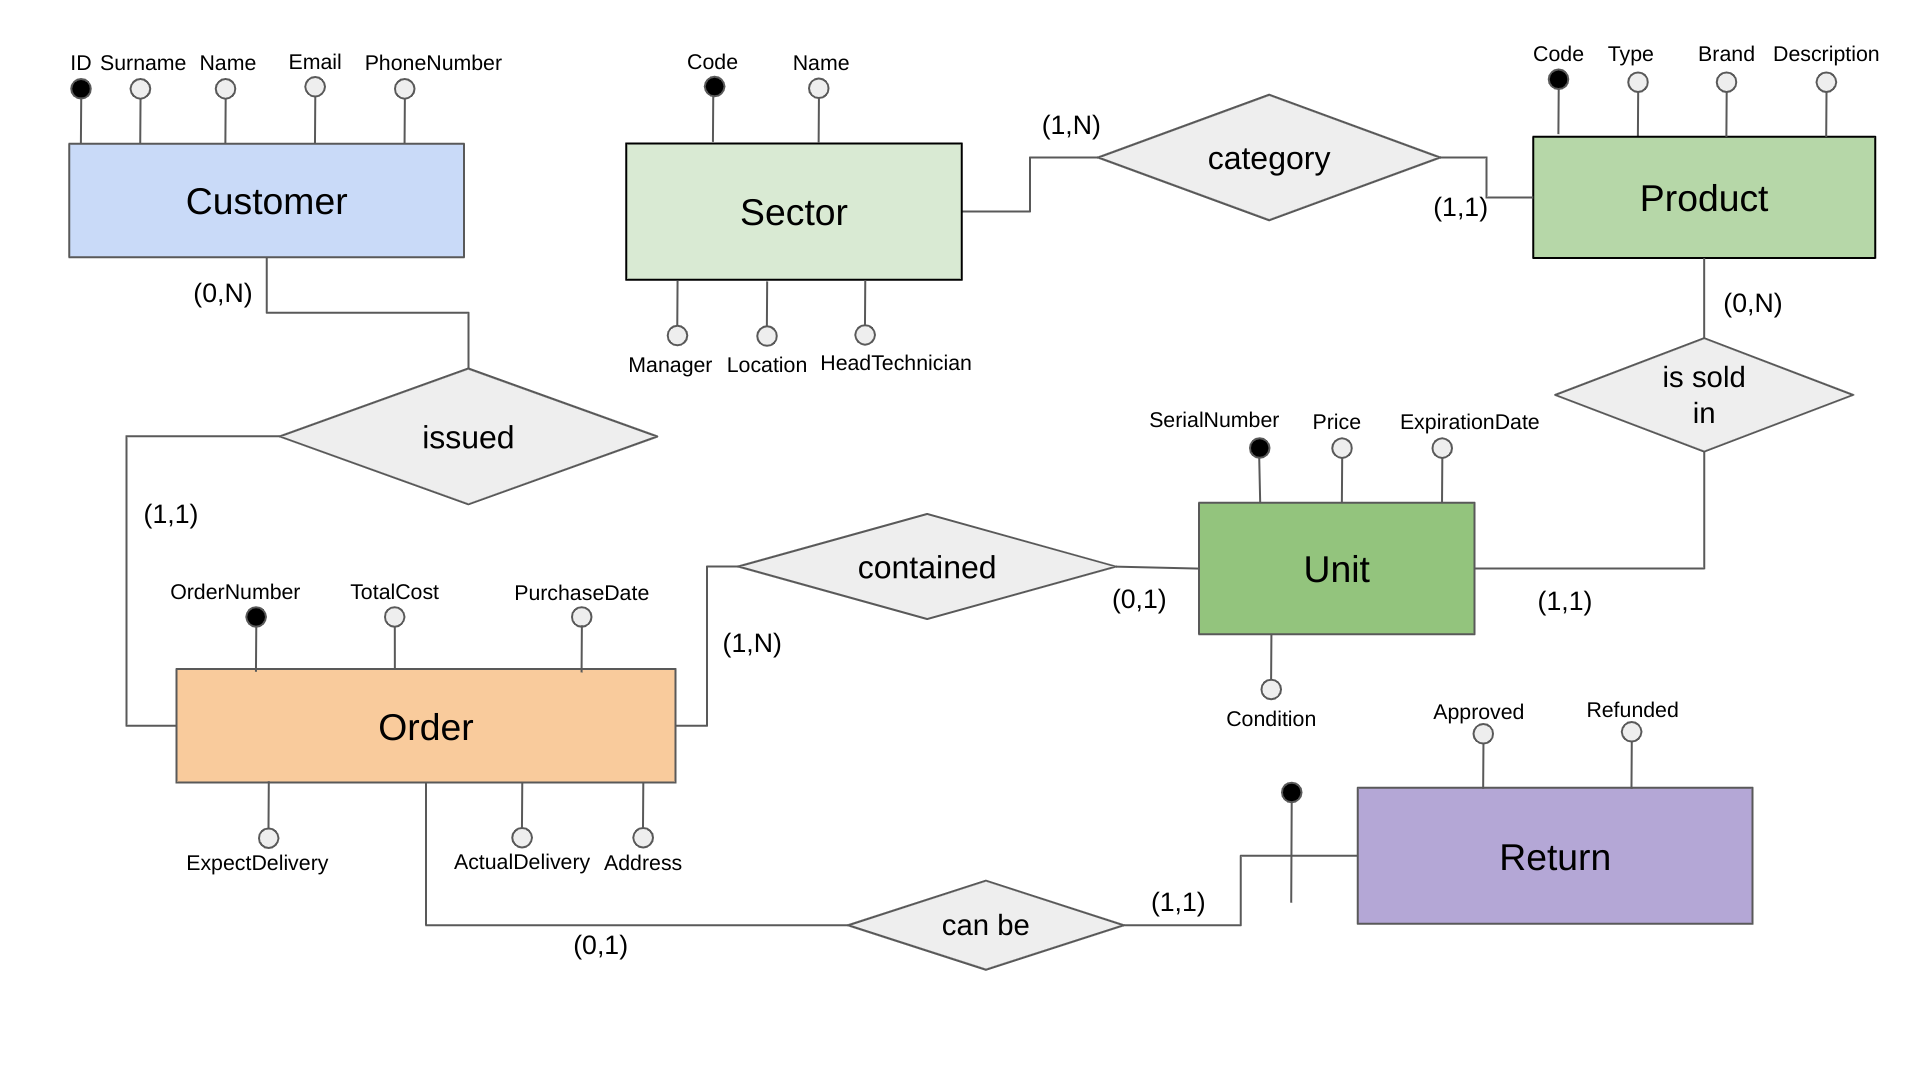 ID Surname Name Email PhoneNumber
Customer
(0,N)
issued
(1,1)
Code Name
Sector
Manager Location HeadTechnician
(1,N)
category
(1,1)
Code Type Brand Description
Product
(0,N)
is sold
in
(1,1)
SerialNumber Price ExpirationDate
Unit
Condition
(0,1)
contained
(1,N)
OrderNumber TotalCost PurchaseDate
Order
ExpectDelivery ActualDelivery Address
(0,1)
can be
(1,1)
Approved Refunded
Return